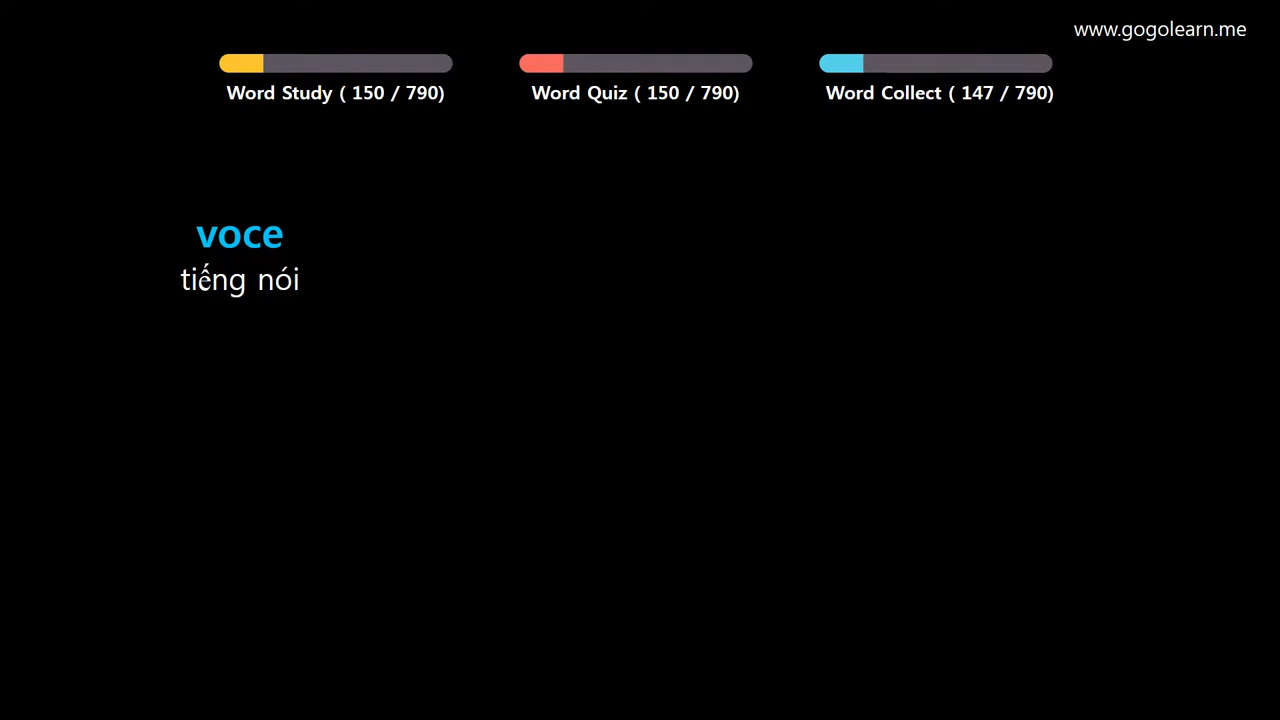 www.gogolearn.me
Word Study ( 150 / 790)
Word Quiz ( 150 / 790)
Word Collect ( 147 / 790)
voce
tiếng nói